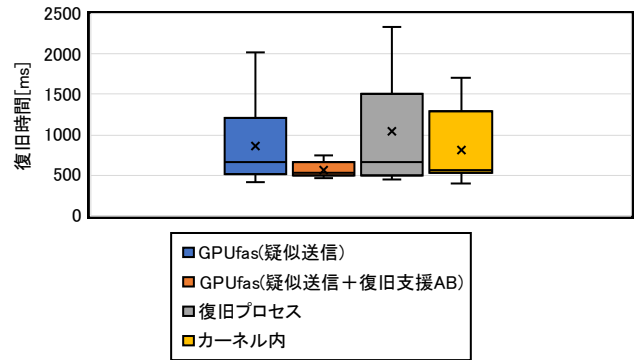 2500
2000
1500
1000
500
0
復旧時間[ms]
GPUfas(疑似送信)
GPUfas(疑似送信＋復旧支援AB)
復旧プロセス
カーネル内